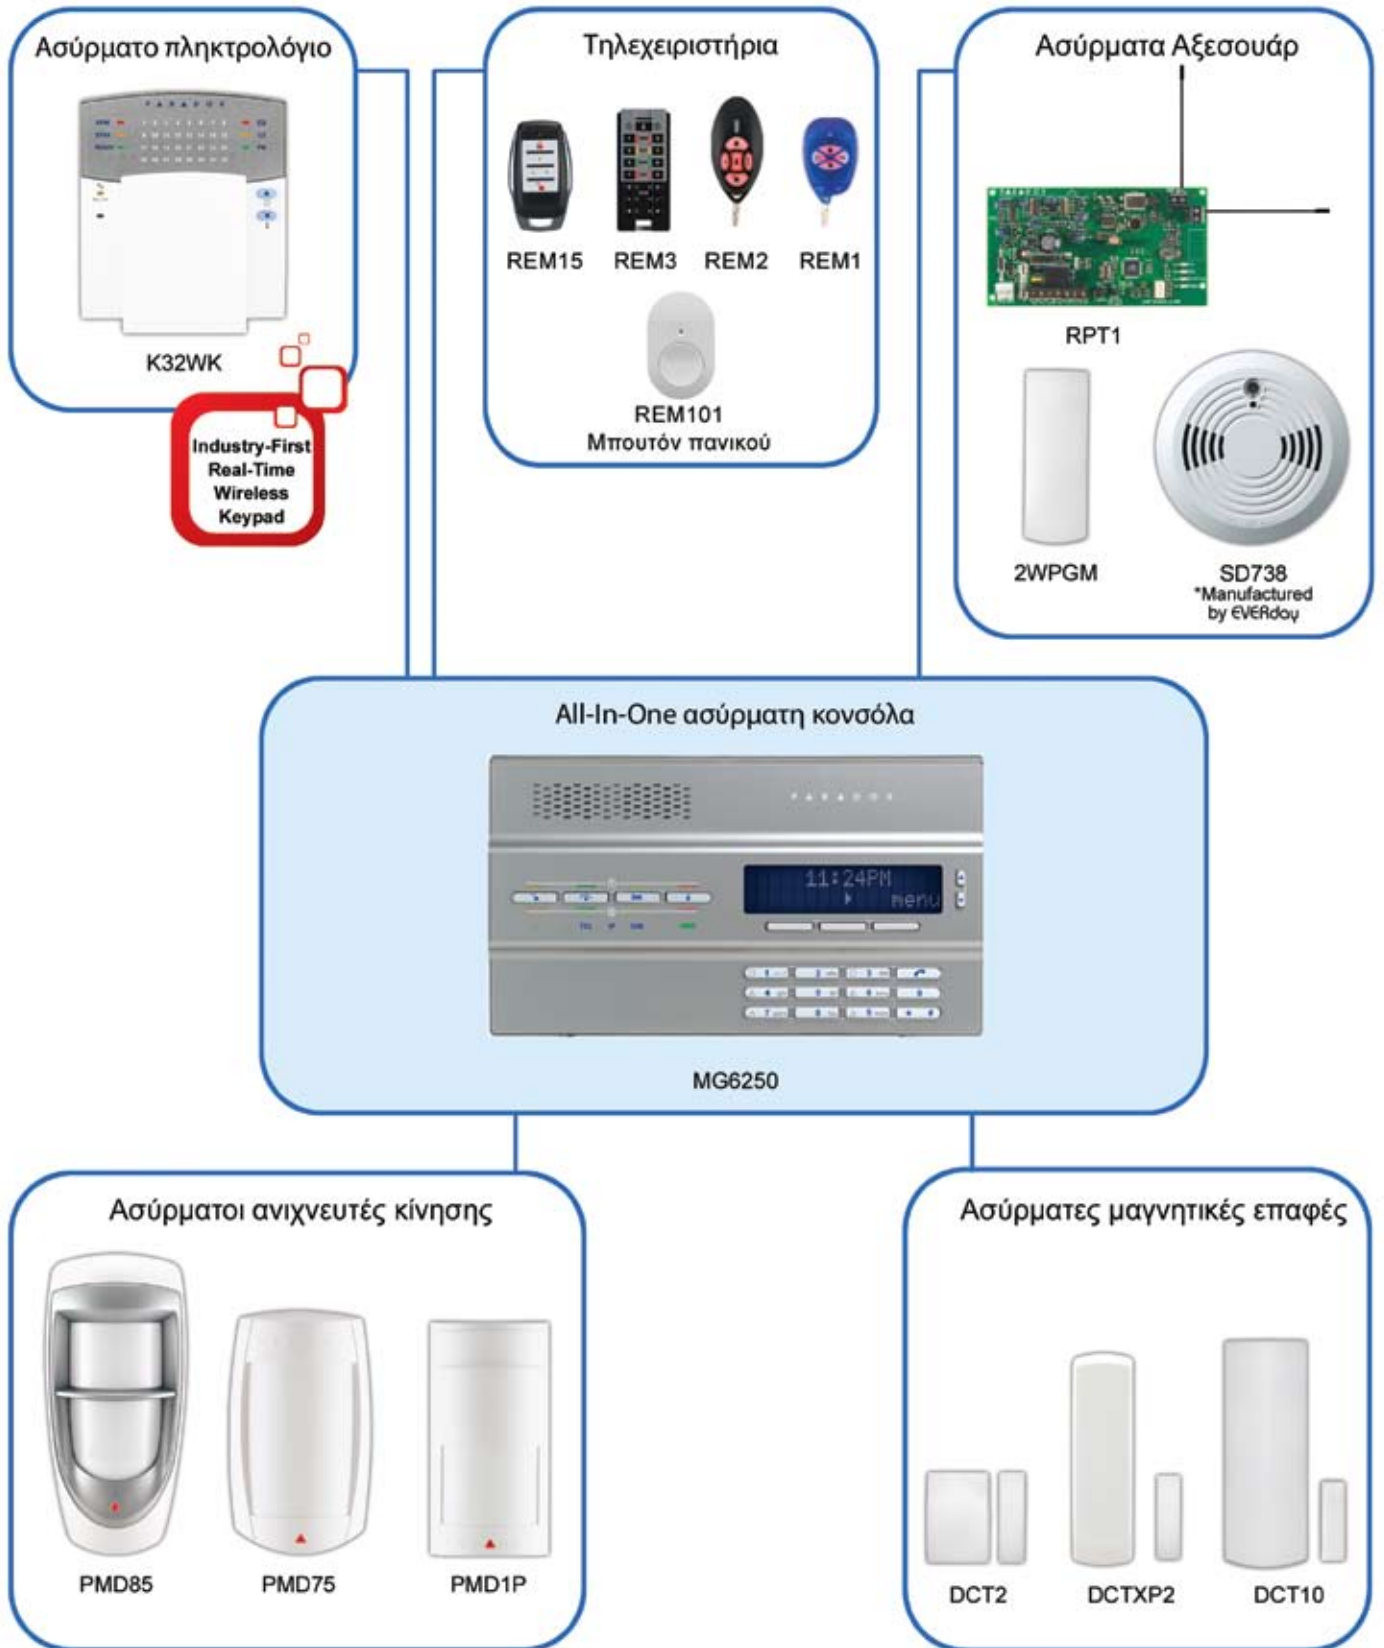 Ασύρματο πληκτρολόγιο
PARADOX
K32WK
Industry-First
Real-Time
Wireless
Keypad
Τηλεχειριστήρια
REM15 REM3 REM2 REM1
REM101
Μπουτόν πανικού
Ασύρματα Αξεσουάρ
RPT1
2WPGM
SD738
*Manufactured
by EVERday
All-In-One ασύρματη κονσόλα
PARADOX
11:24PM
menu
MG6250
Ασύρματοι ανιχνευτές κίνησης
PMD85 PMD75 PMD1P
Ασύρματες μαγνητικές επαφές
DCT2 DCTXP2 DCT10